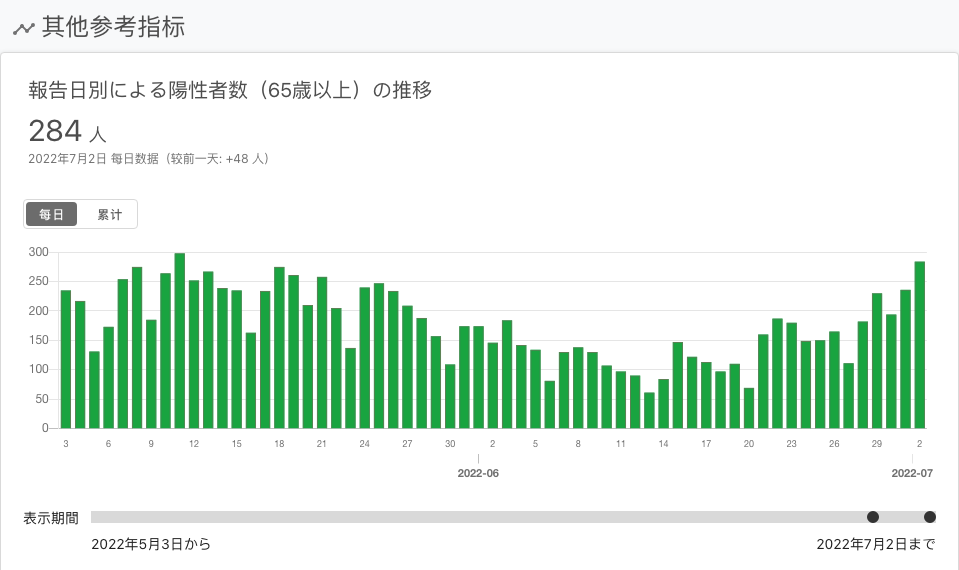 其他参考指标
報告日別による陽性者数（65歳以上）の推移
284 人
2022年7月2日 每日数据（较前一天: +48 人）
每日 累计
300
250
200
150
100
50
0
3 6 9 12 15 18 21 24 27 30 2 5 8 11 14 17 20 23 26 29 2
2022-06 2022-07
表示期間
2022年5月3日から 2022年7月2日まで